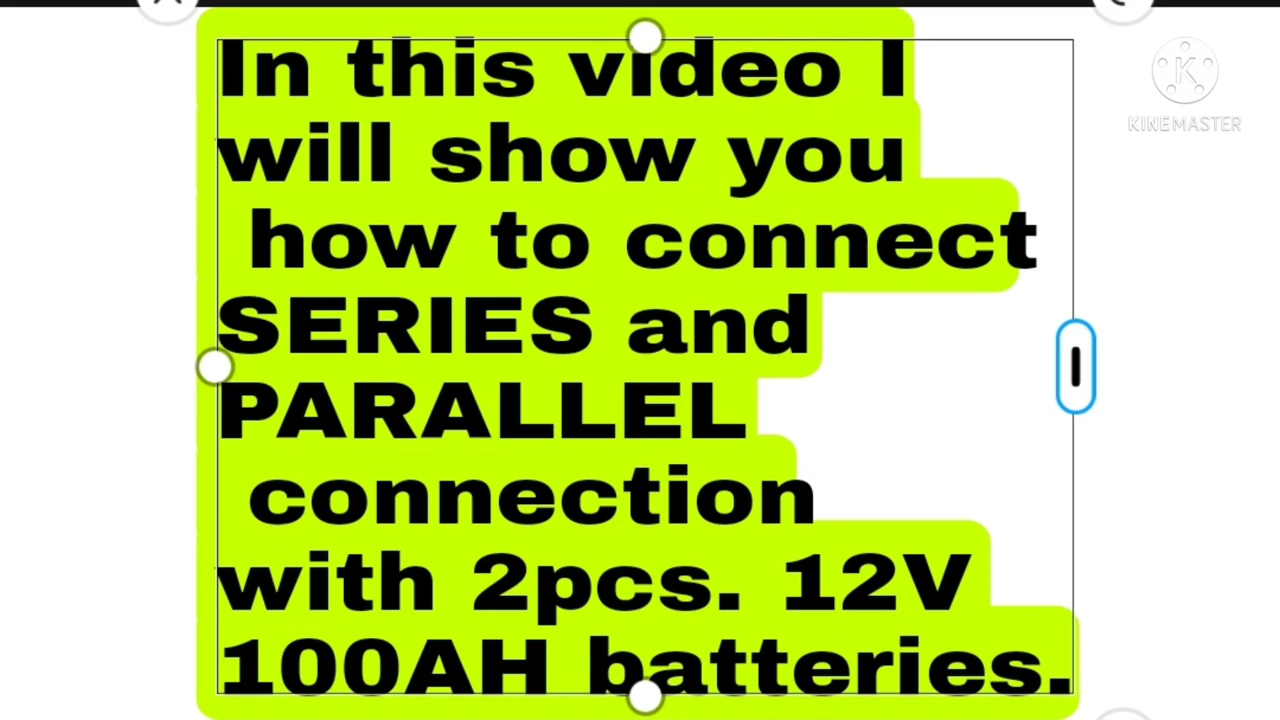 In this video I
will show you
how to connect
SERIES and
PARALLEL
connection
with 2pcs. 12V
100AH batteries.
K
KINEMASTER